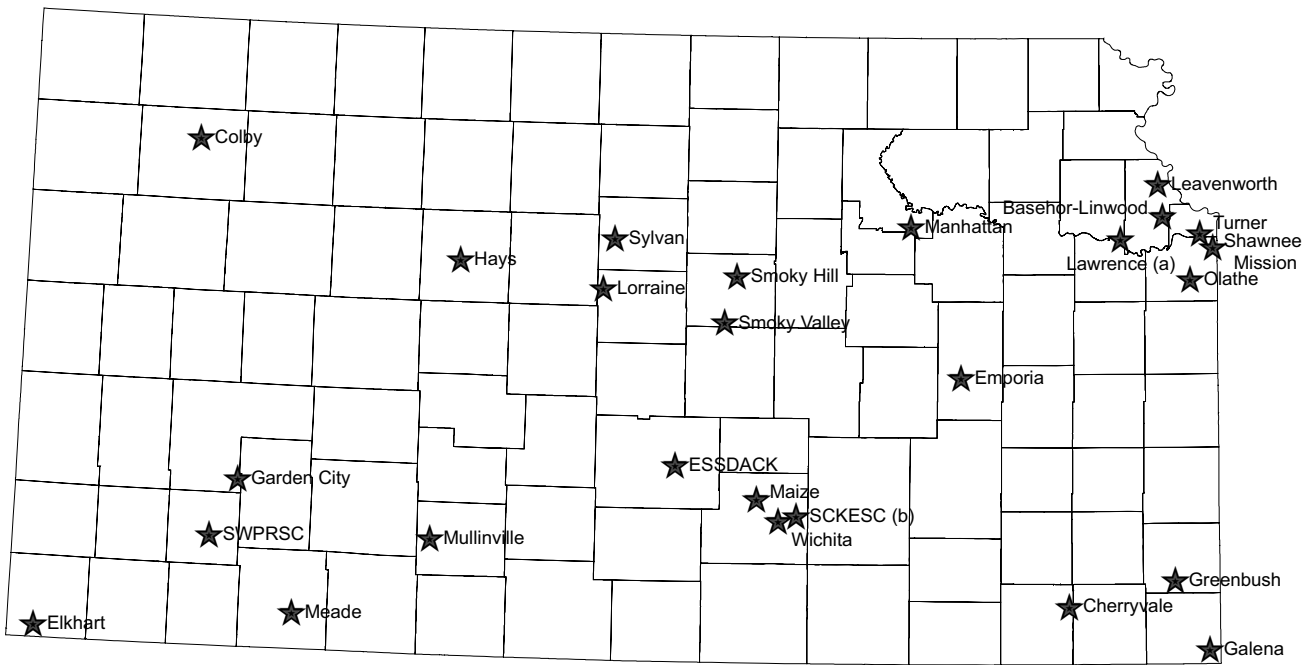 Colby
Leavenworth
Basehor-Linwood
Manhattan
Turner
Sylvan
Shawnee
Mission
Hays
Lawrence (a)
Smoky Hill
Olathe
Lorraine
Smoky Valley
Emporia
ESSDACK
Garden City
Maize
SCKESC (b)
SWPRSC
Mullinville
Wichita
Greenbush
Cherryvale
Meade
Elkhart
Galena